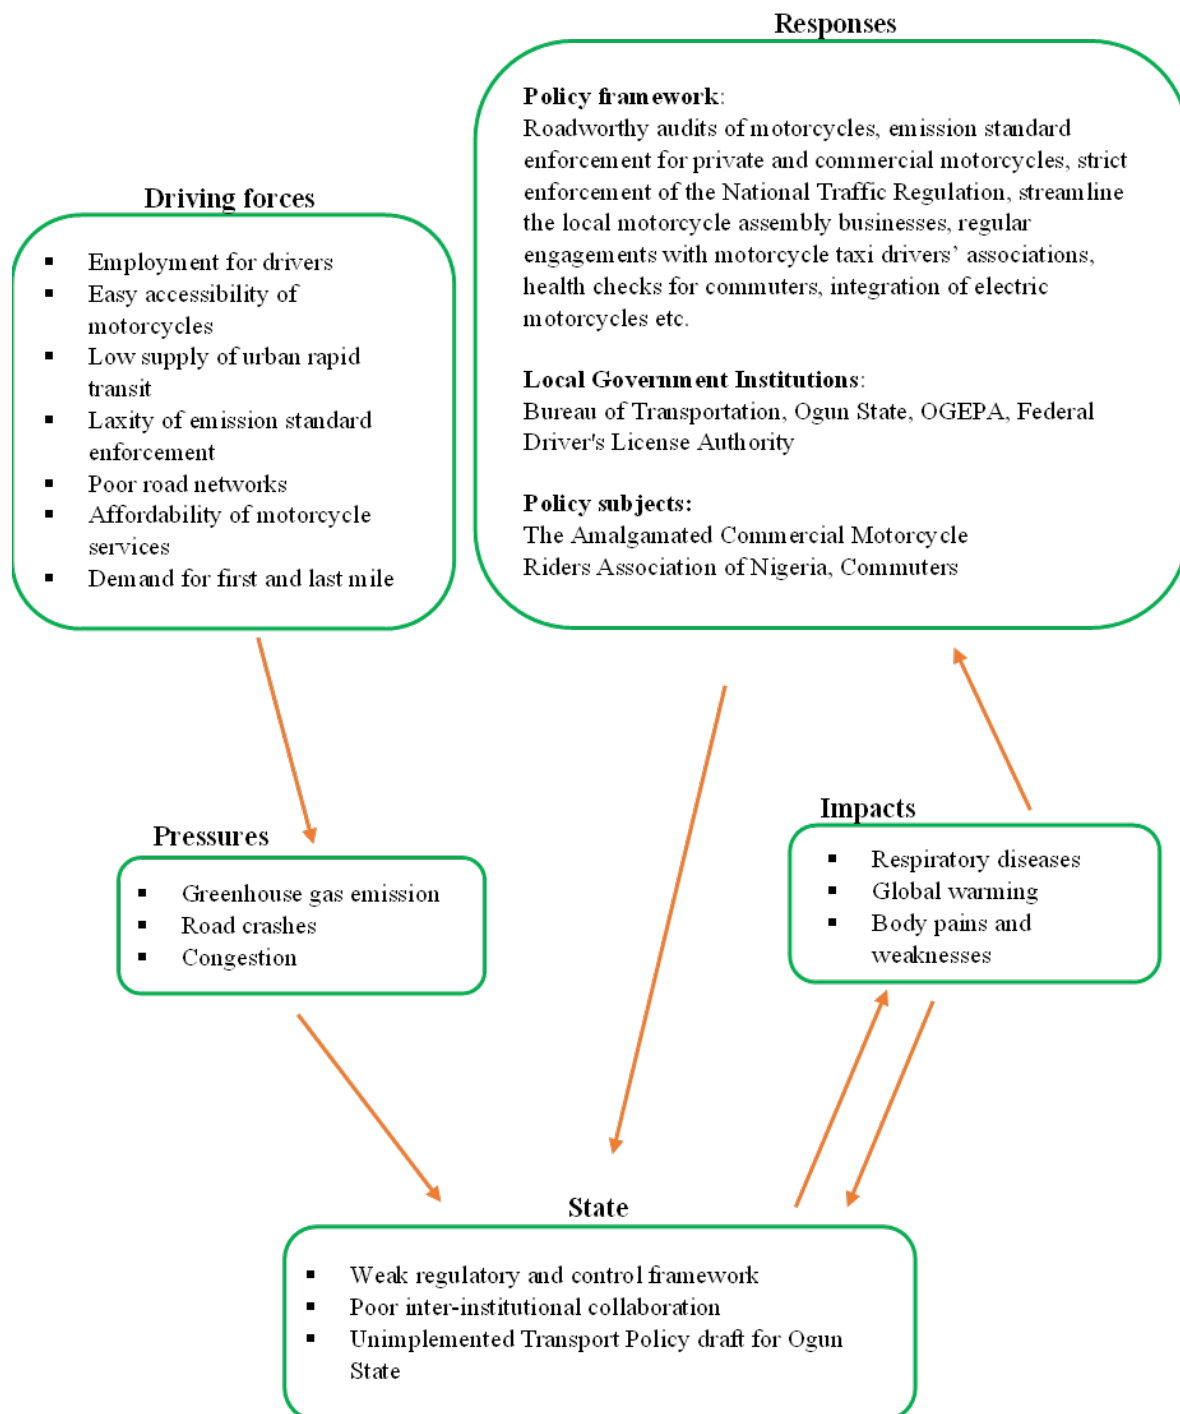 Responses
Policy framework:
Roadworthy audits of motorcycles, emission standard
enforcement for private and commercial motorcycles, strict
enforcement of the National Traffic Regulation, streamline
the local motorcycle assembly businesses, regular
engagements with motorcycle taxi drivers’ associations,
health checks for commuters, integration of electric
motorcycles etc.
Local Government Institutions:
Bureau of Transportation, Ogun State, OGEPA, Federal
Driver's License Authority
Policy subjects:
The Amalgamated Commercial Motorcycle
Riders Association of Nigeria, Commuters
Driving forces
▪ Employment for drivers
▪ Easy accessibility of
motorcycles
▪ Low supply of urban rapid
transit
▪ Laxity of emission standard
enforcement
▪ Poor road networks
▪ Affordability of motorcycle
services
▪ Demand for first and last mile
Pressures
▪ Greenhouse gas emission
▪ Road crashes
▪ Congestion
Impacts
▪ Respiratory diseases
▪ Global warming
▪ Body pains and
weaknesses
State
▪ Weak regulatory and control framework
▪ Poor inter-institutional collaboration
▪ Unimplemented Transport Policy draft for Ogun
State